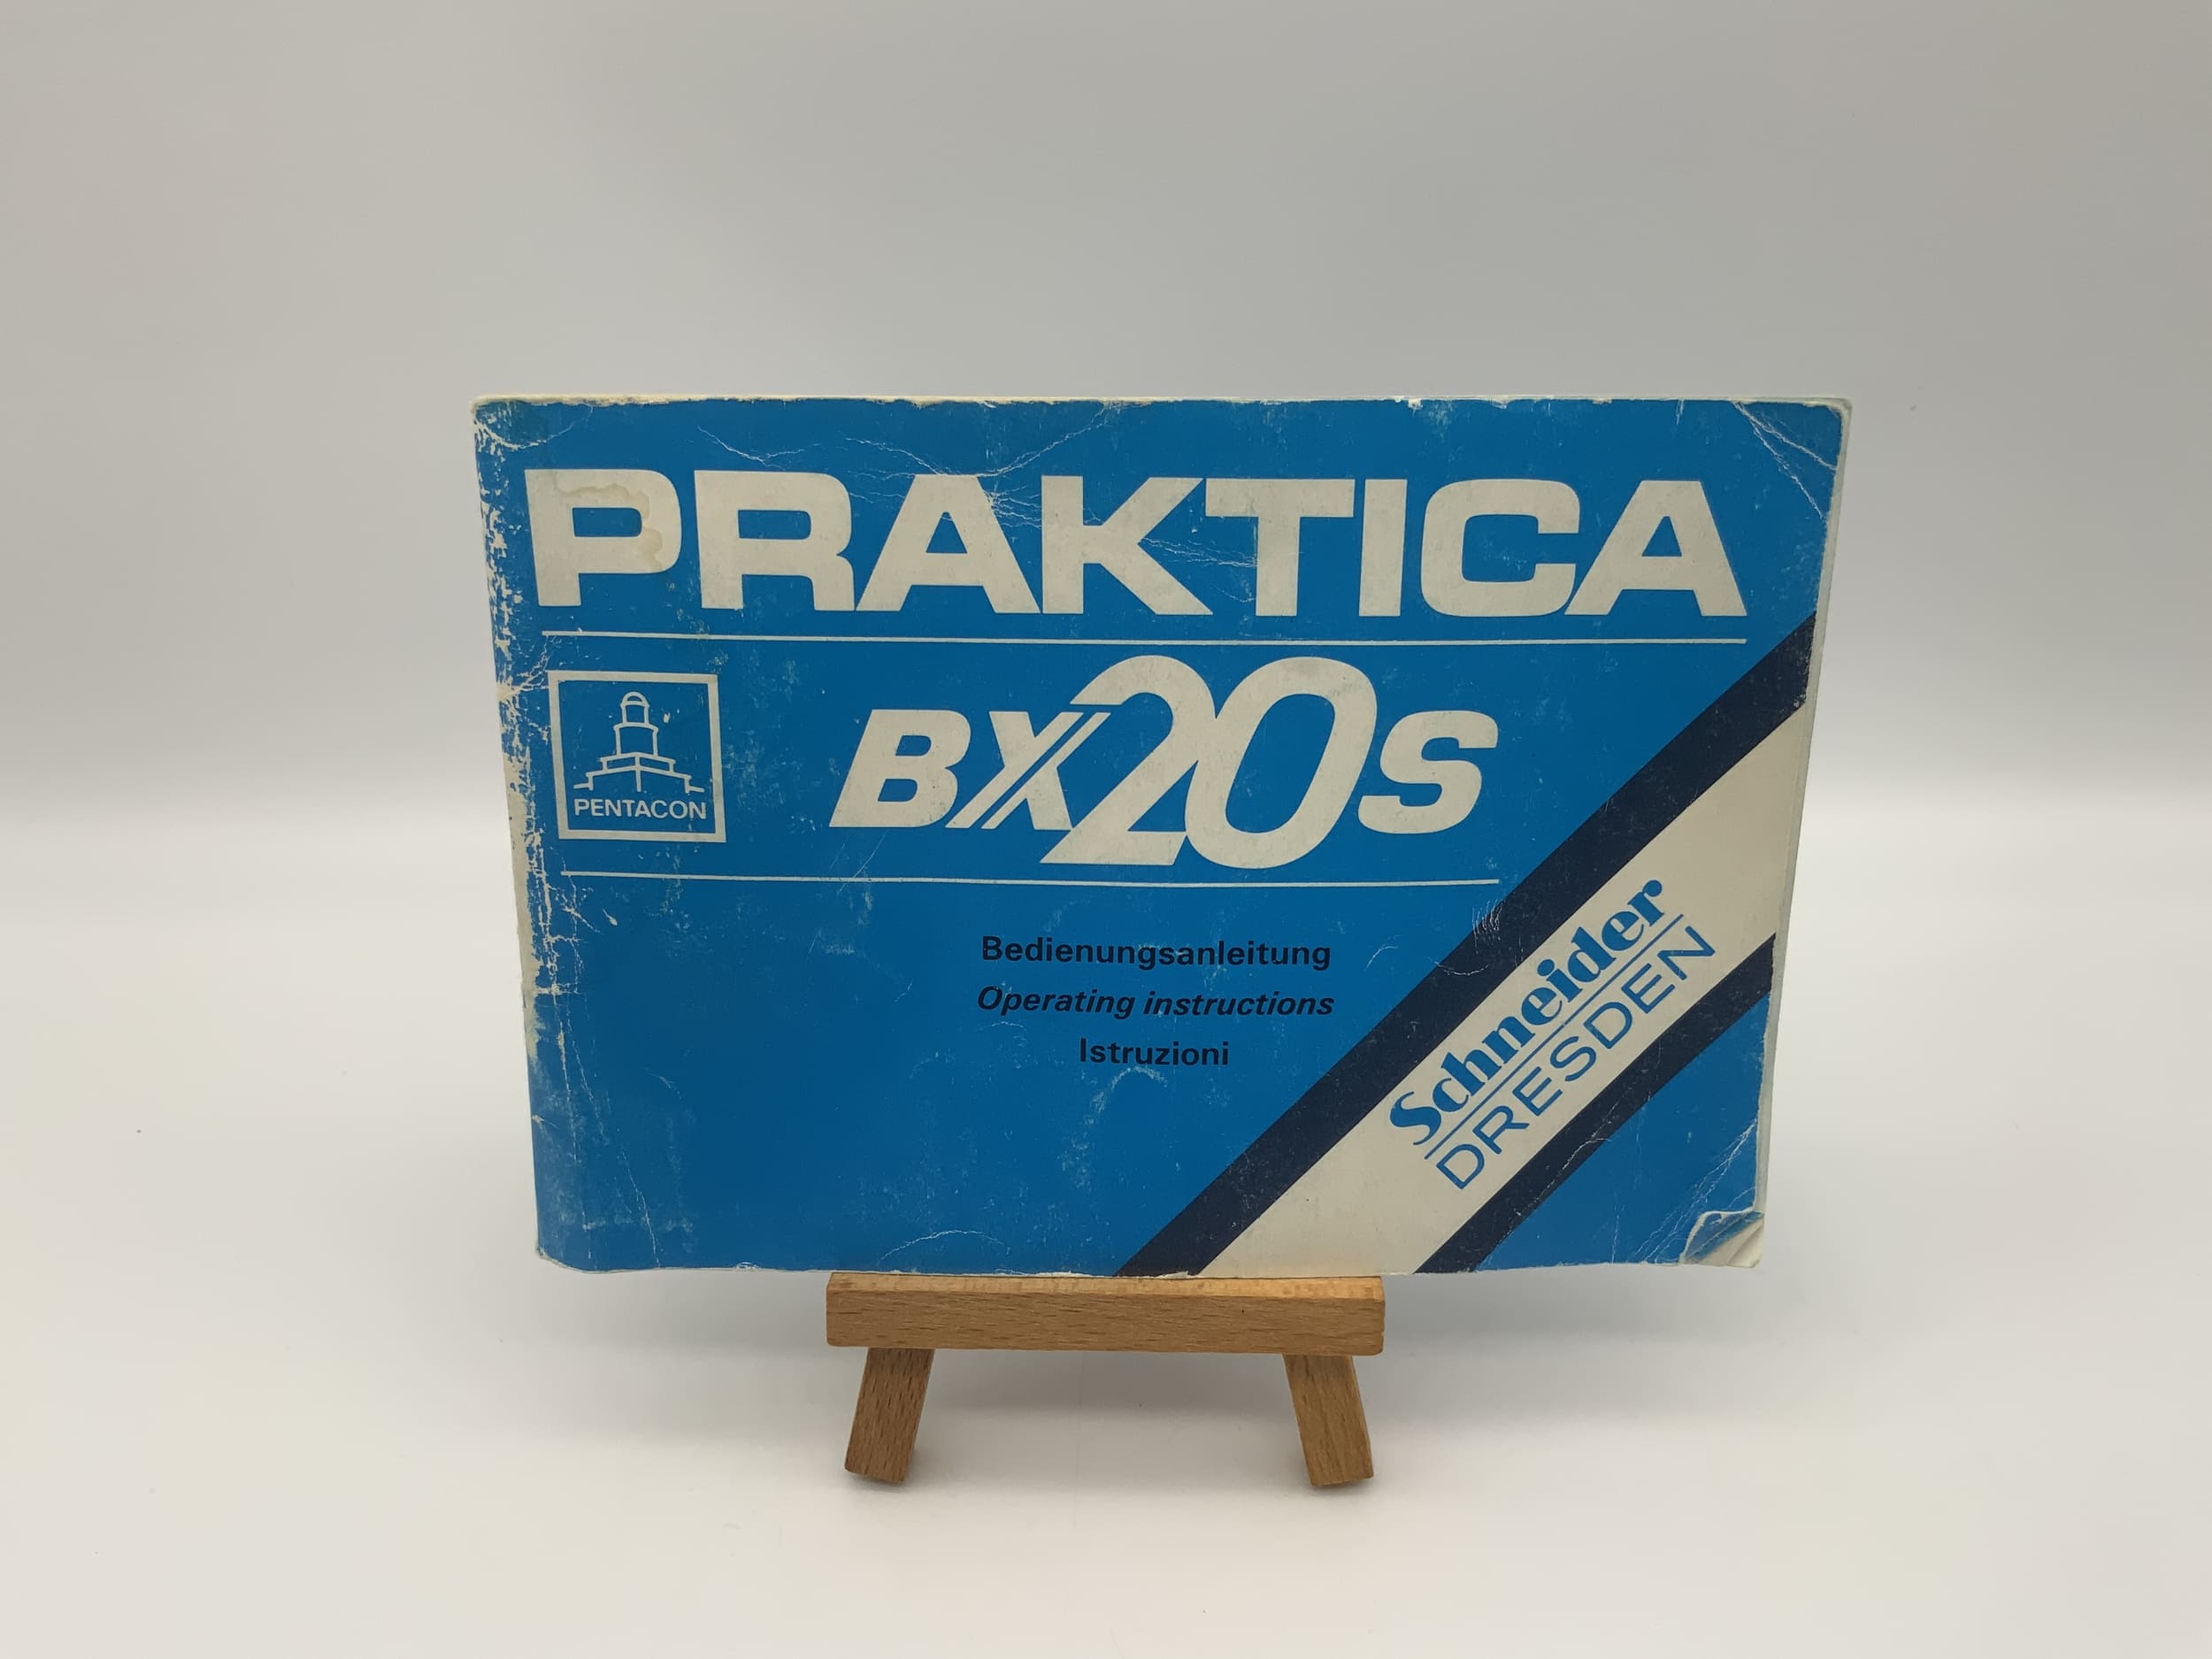 PRAKTICA
PENTACON
BX20S
Bedienungsanleitung
Operating instructions
Istruzioni
Schneider
DRESDEN